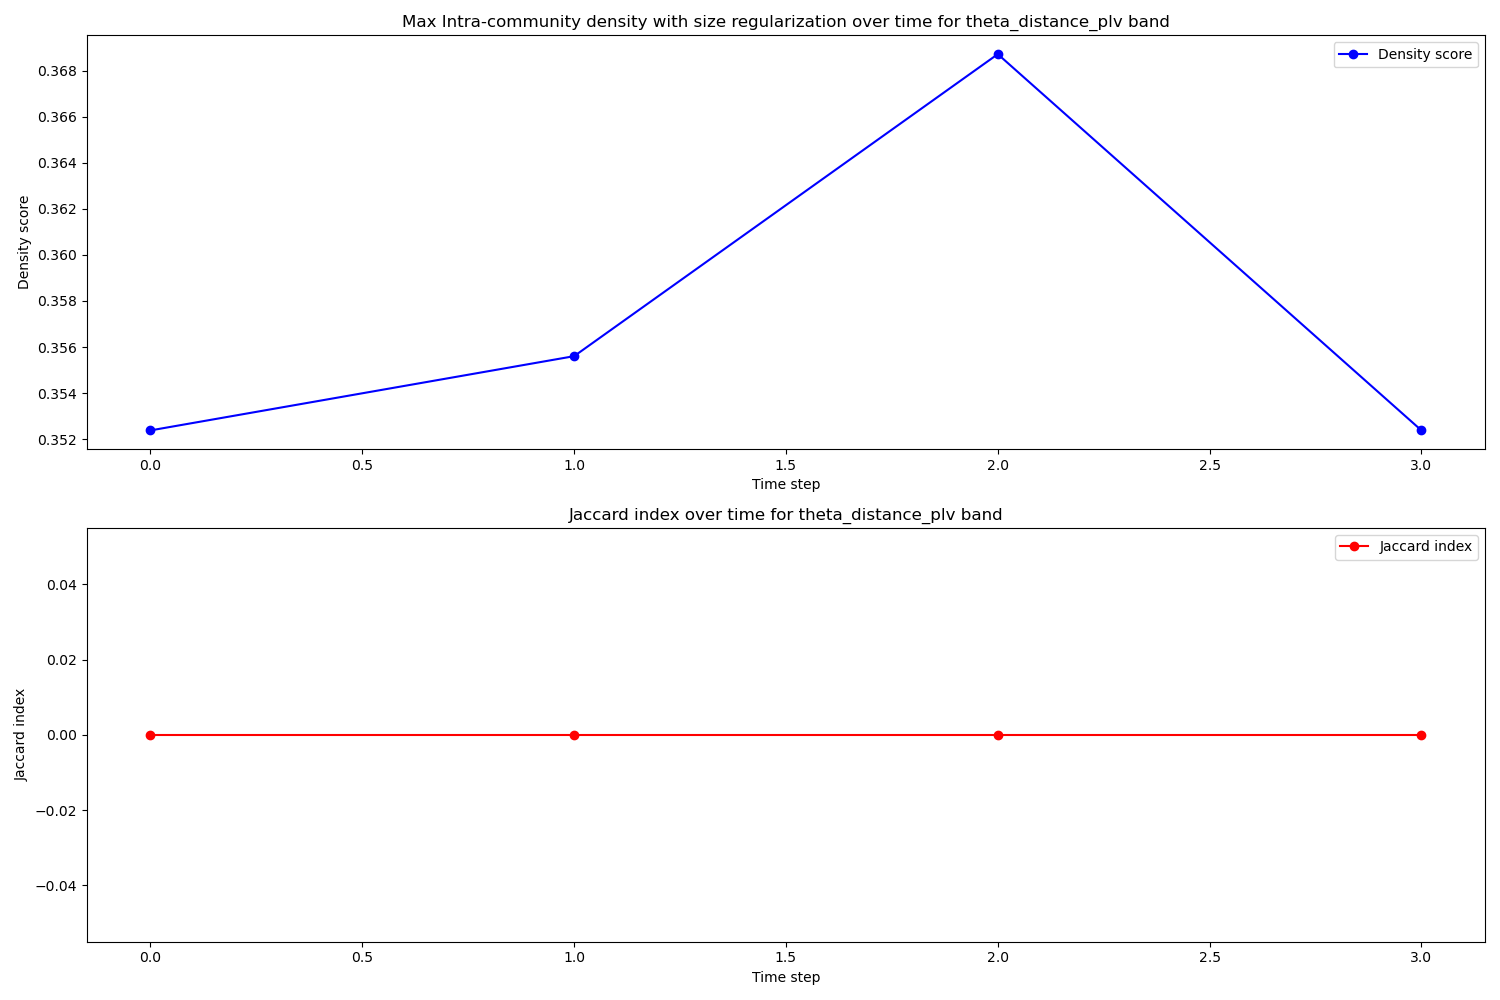 Max Intra-community density with size regularization over time for theta_distance_plv band
Density score
0.368
0.366
0.364
0.362
0.360
0.358
0.356
0.354
0.352
Density score
0.0 0.5 1.0 1.5 2.0 2.5 3.0
Time step
Jaccard index over time for theta_distance_plv band
Jaccard index
0.04
0.02
0.00
−0.02
−0.04
Jaccard index
0.0 0.5 1.0 1.5 2.0 2.5 3.0
Time step